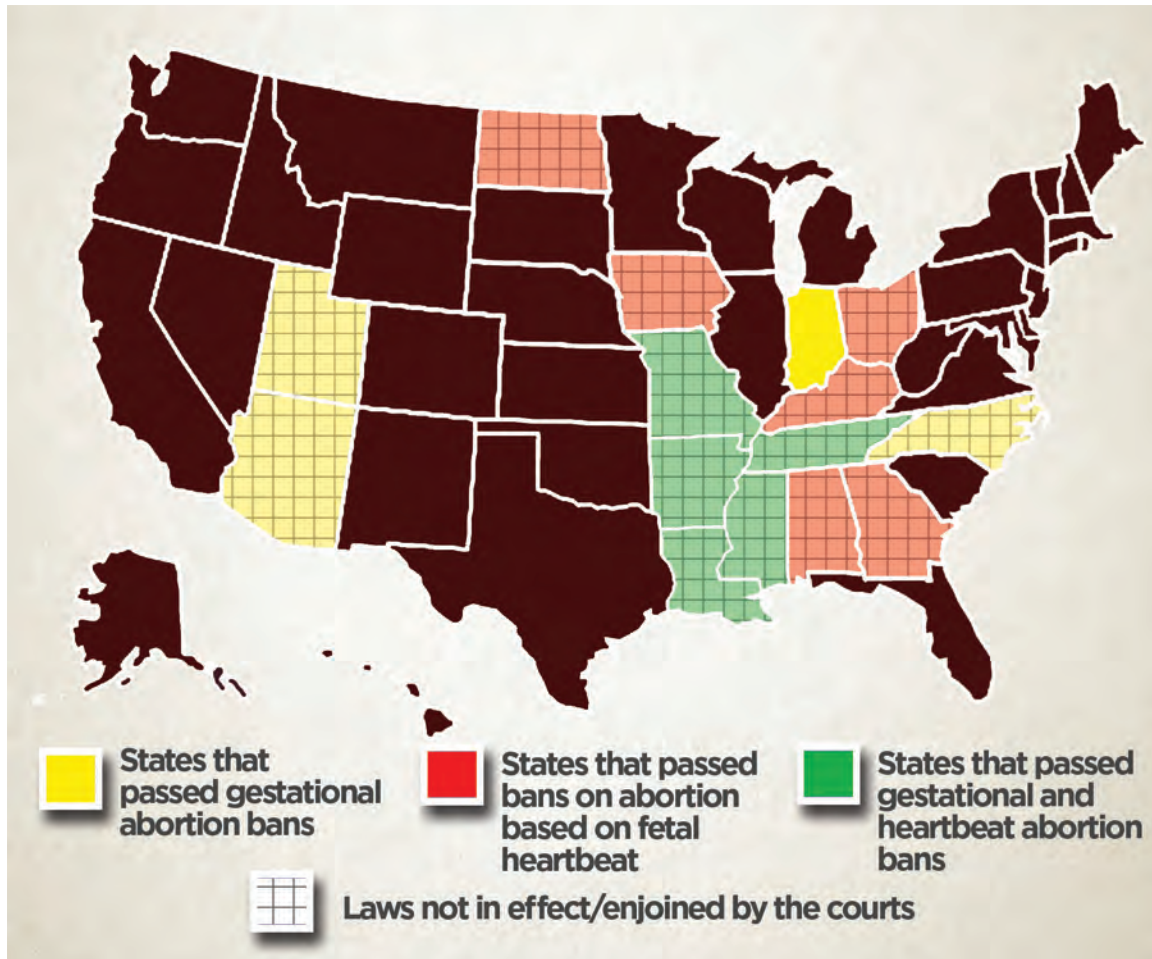 States that
passed gestational
abortion bans
States that passed
bans on abortion
based on fetal
heartbeat
States that passed
gestational and
heartbeat abortion
bans
Laws not in effect/enjoined by the courts